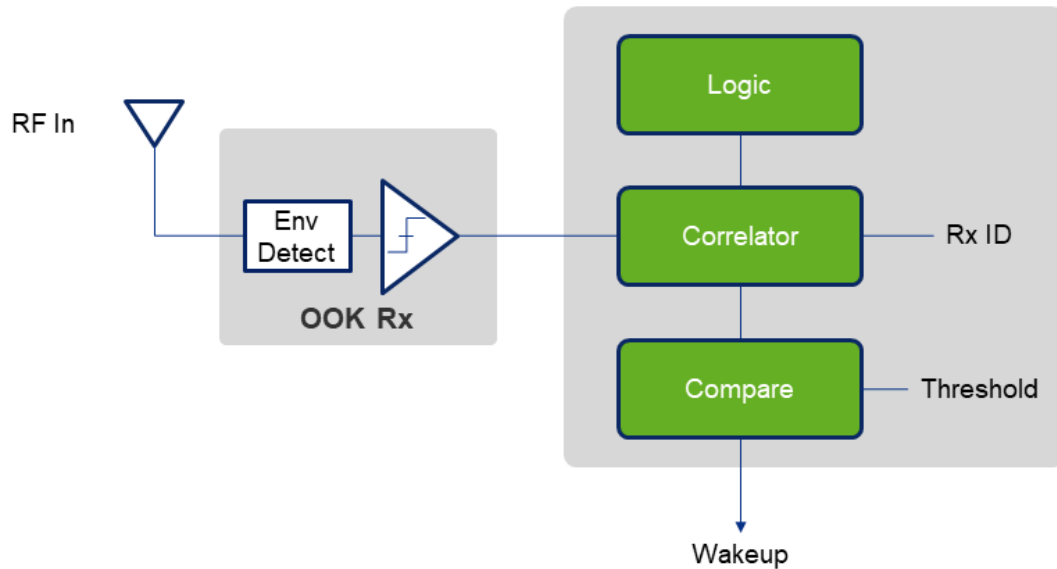 Logic
RF In
Env
Detect
OOK Rx
Correlator
Rx ID
Compare
Threshold
Wakeup